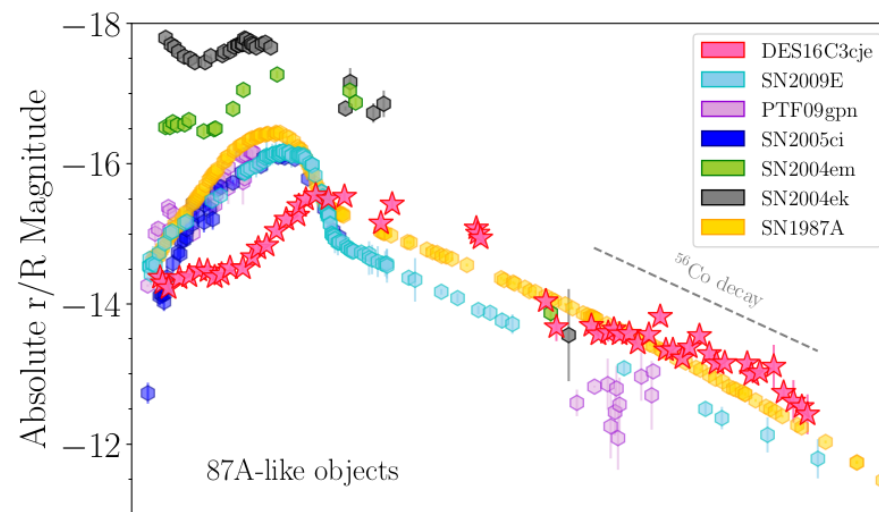 −18
−16
−14
−12
Absolute r/R Magnitude
DES16C3cje
SN2009E
PTF09gpn
SN2005ci
SN2004em
SN2004ek
SN1987A
⁵⁶Co decay
87A-like objects